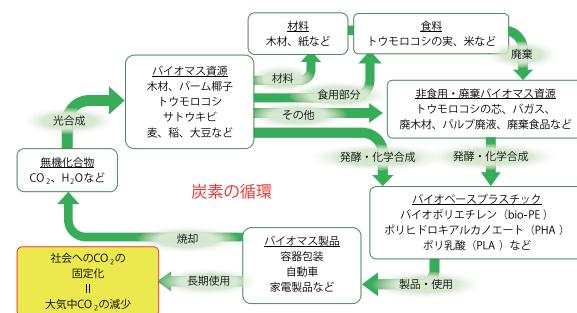 材料
木材、紙など
食料
トウモロコシの実、米など
廃棄
バイオマス資源
木材、パーム椰子
トウモロコシ
サトウキビ
麦、稲、大豆など
材料
食用部分
その他
非食用・廃棄バイオマス資源
トウモロコシの芯、バガス、
廃木材、パルプ廃液、廃棄食品など
光合成
発酵・化学合成
発酵・化学合成
無機化合物
CO₂、H₂Oなど
炭素の循環
バイオベースプラスチック
バイオポリエチレン（bio-PE）
ポリヒドロキアルカノエート（PHA）
ポリ乳酸（PLA）など
焼却
バイオマス製品
容器包装
自動車
家電製品など
長期使用
製品・使用
社会へのCO₂の
固定化
＝
大気中CO₂の減少